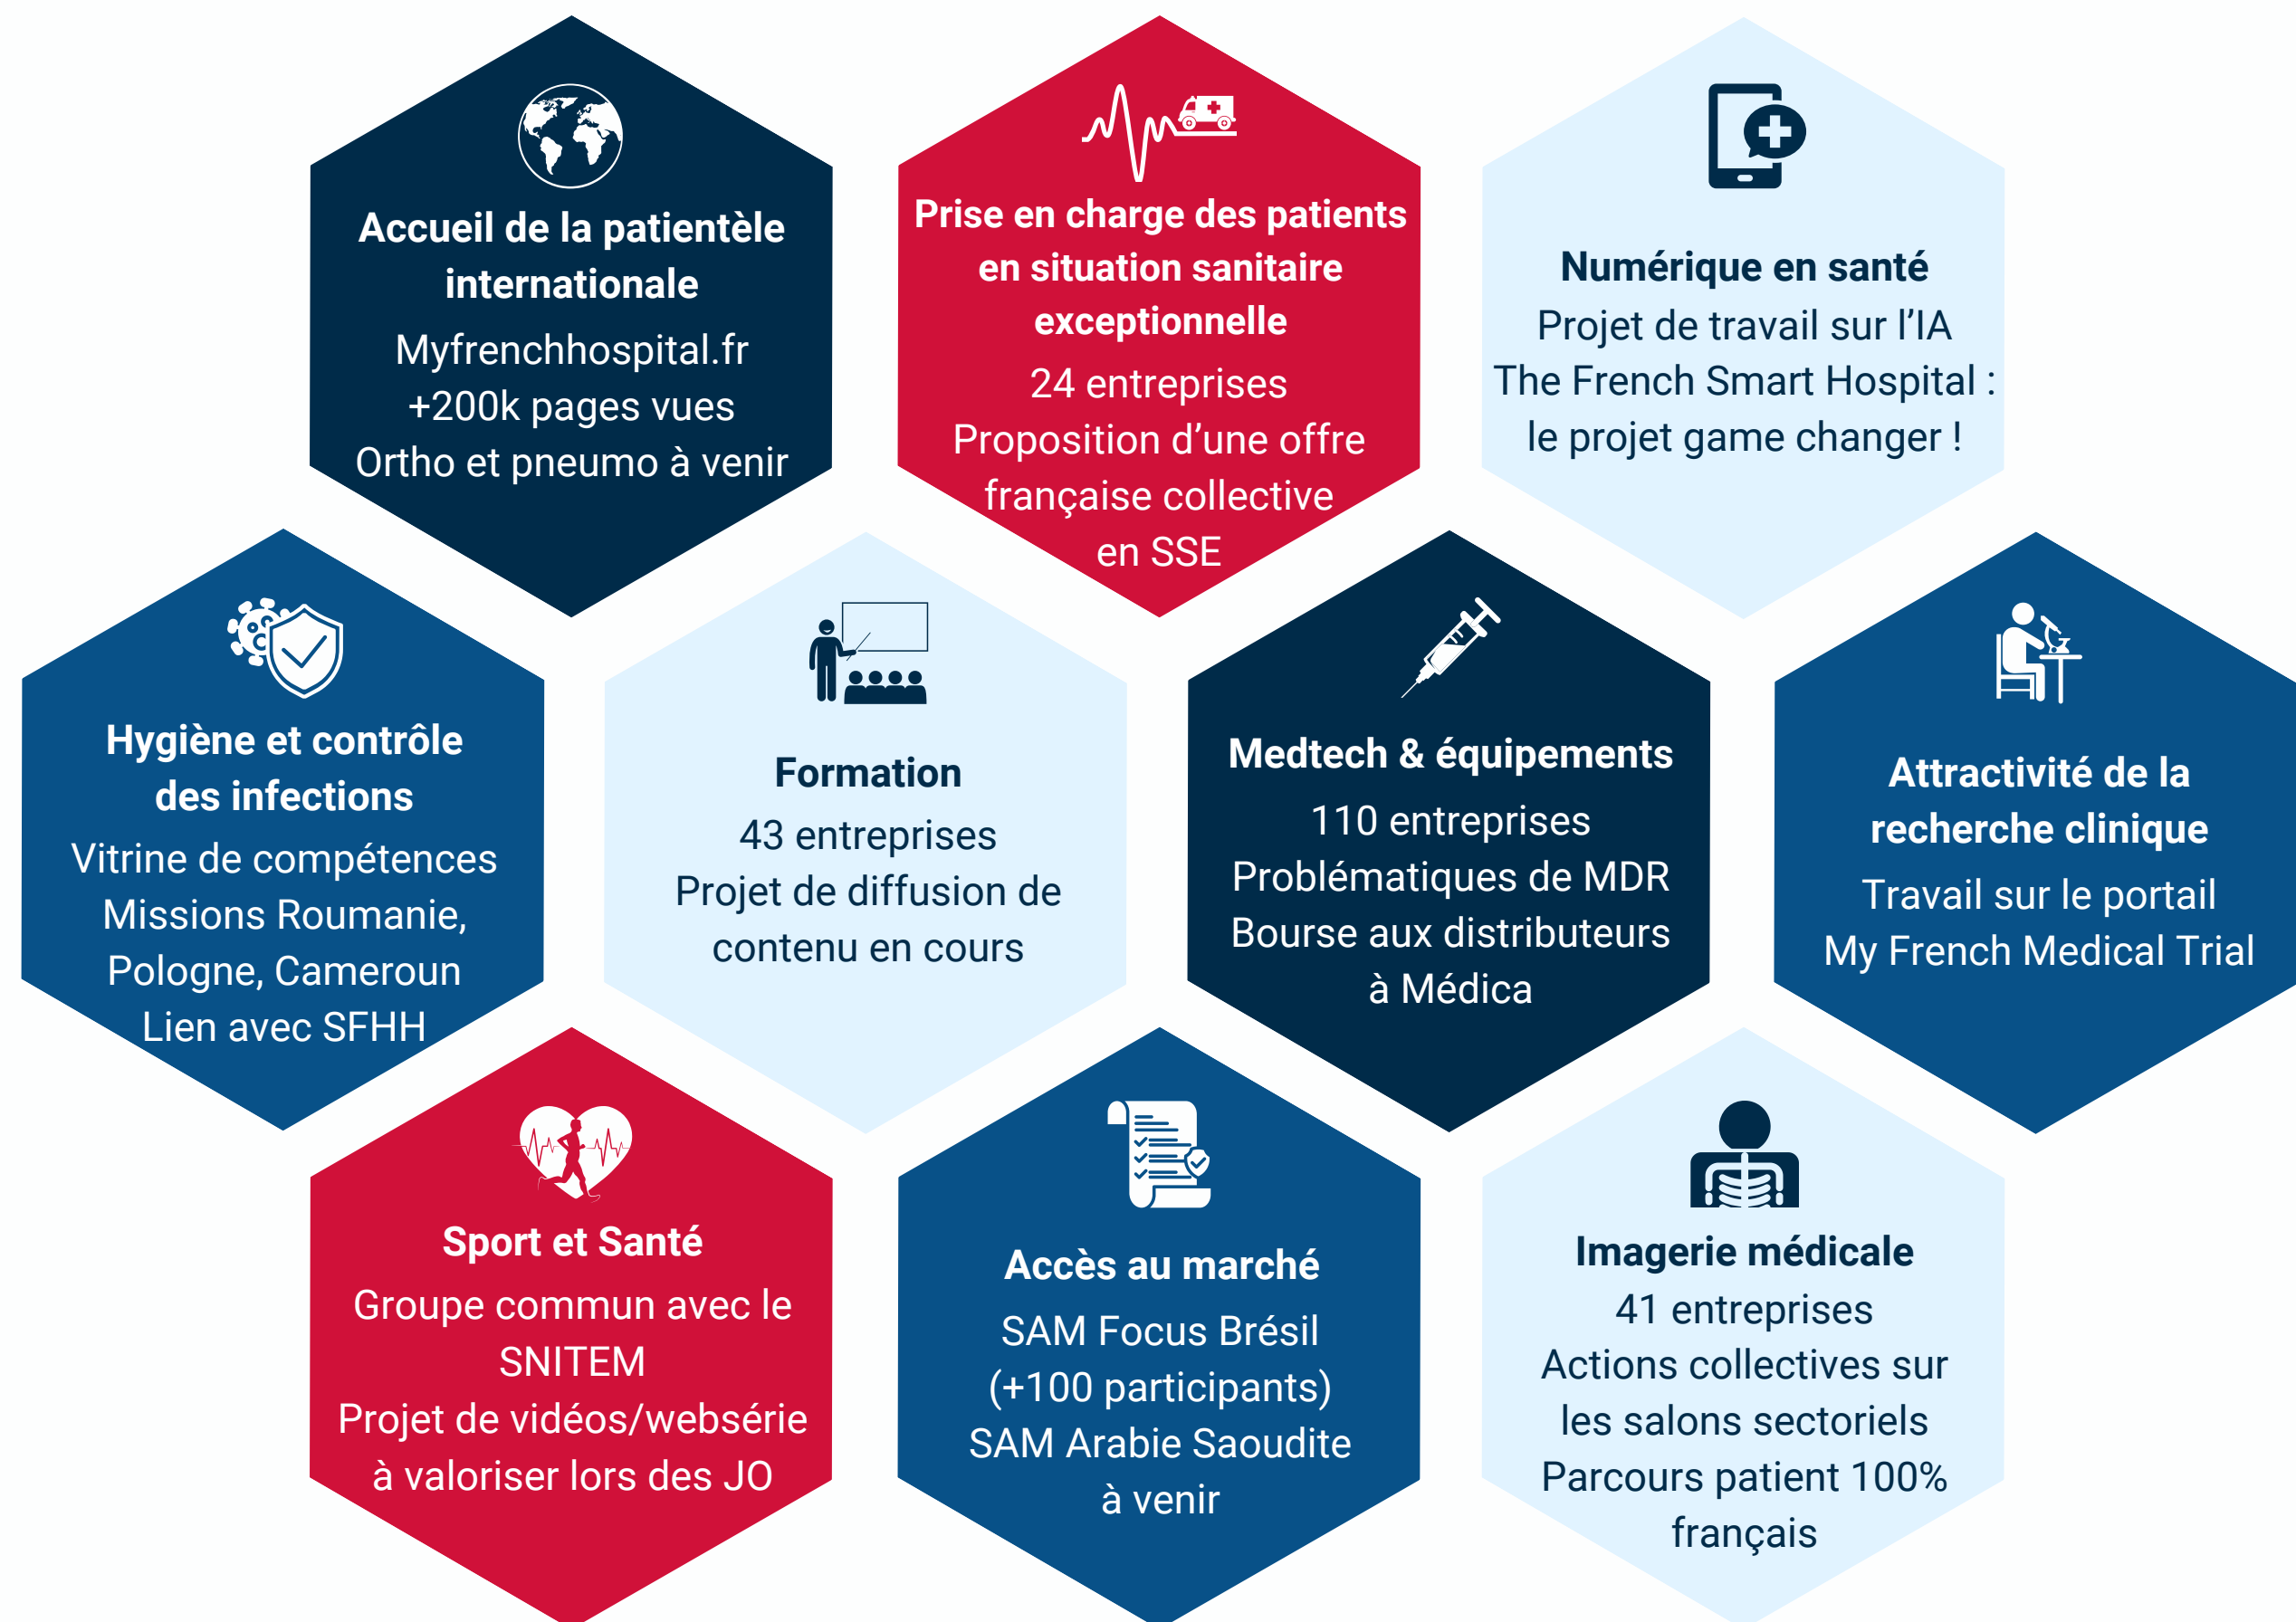 Accueil de la patientèle
internationale
Myfrenchhospital.fr
+200k pages vues
Ortho et pneumo à venir
Prise en charge des patients
en situation sanitaire
exceptionnelle
24 entreprises
Proposition d'une offre
française collective
en SSE
Numérique en santé
Projet de travail sur l'IA
The French Smart Hospital :
le projet game changer !
Hygiène et contrôle
des infections
Vitrine de compétences
Missions Roumanie,
Pologne, Cameroun
Lien avec SFHH
Formation
43 entreprises
Projet de diffusion de
contenu en cours
Medtech & équipements
110 entreprises
Problématiques de MDR
Bourse aux distributeurs
à Médica
Attractivité de la
recherche clinique
Travail sur le portail
My French Medical Trial
Sport et Santé
Groupe commun avec le
SNITEM
Projet de vidéos/websérie
à valoriser lors des JO
Accès au marché
SAM Focus Brésil
(+100 participants)
SAM Arabie Saoudite
à venir
Imagerie médicale
41 entreprises
Actions collectives sur
les salons sectoriels
Parcours patient 100%
français